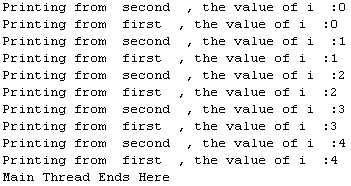 Printing from  second  , the value of i  :0
Printing from  first  , the value of i  :0
Printing from  second  , the value of i  :1
Printing from  first  , the value of i  :1
Printing from  second  , the value of i  :2
Printing from  first  , the value of i  :2
Printing from  second  , the value of i  :3
Printing from  first  , the value of i  :3
Printing from  second  , the value of i  :4
Printing from  first  , the value of i  :4
Main Thread Ends Here